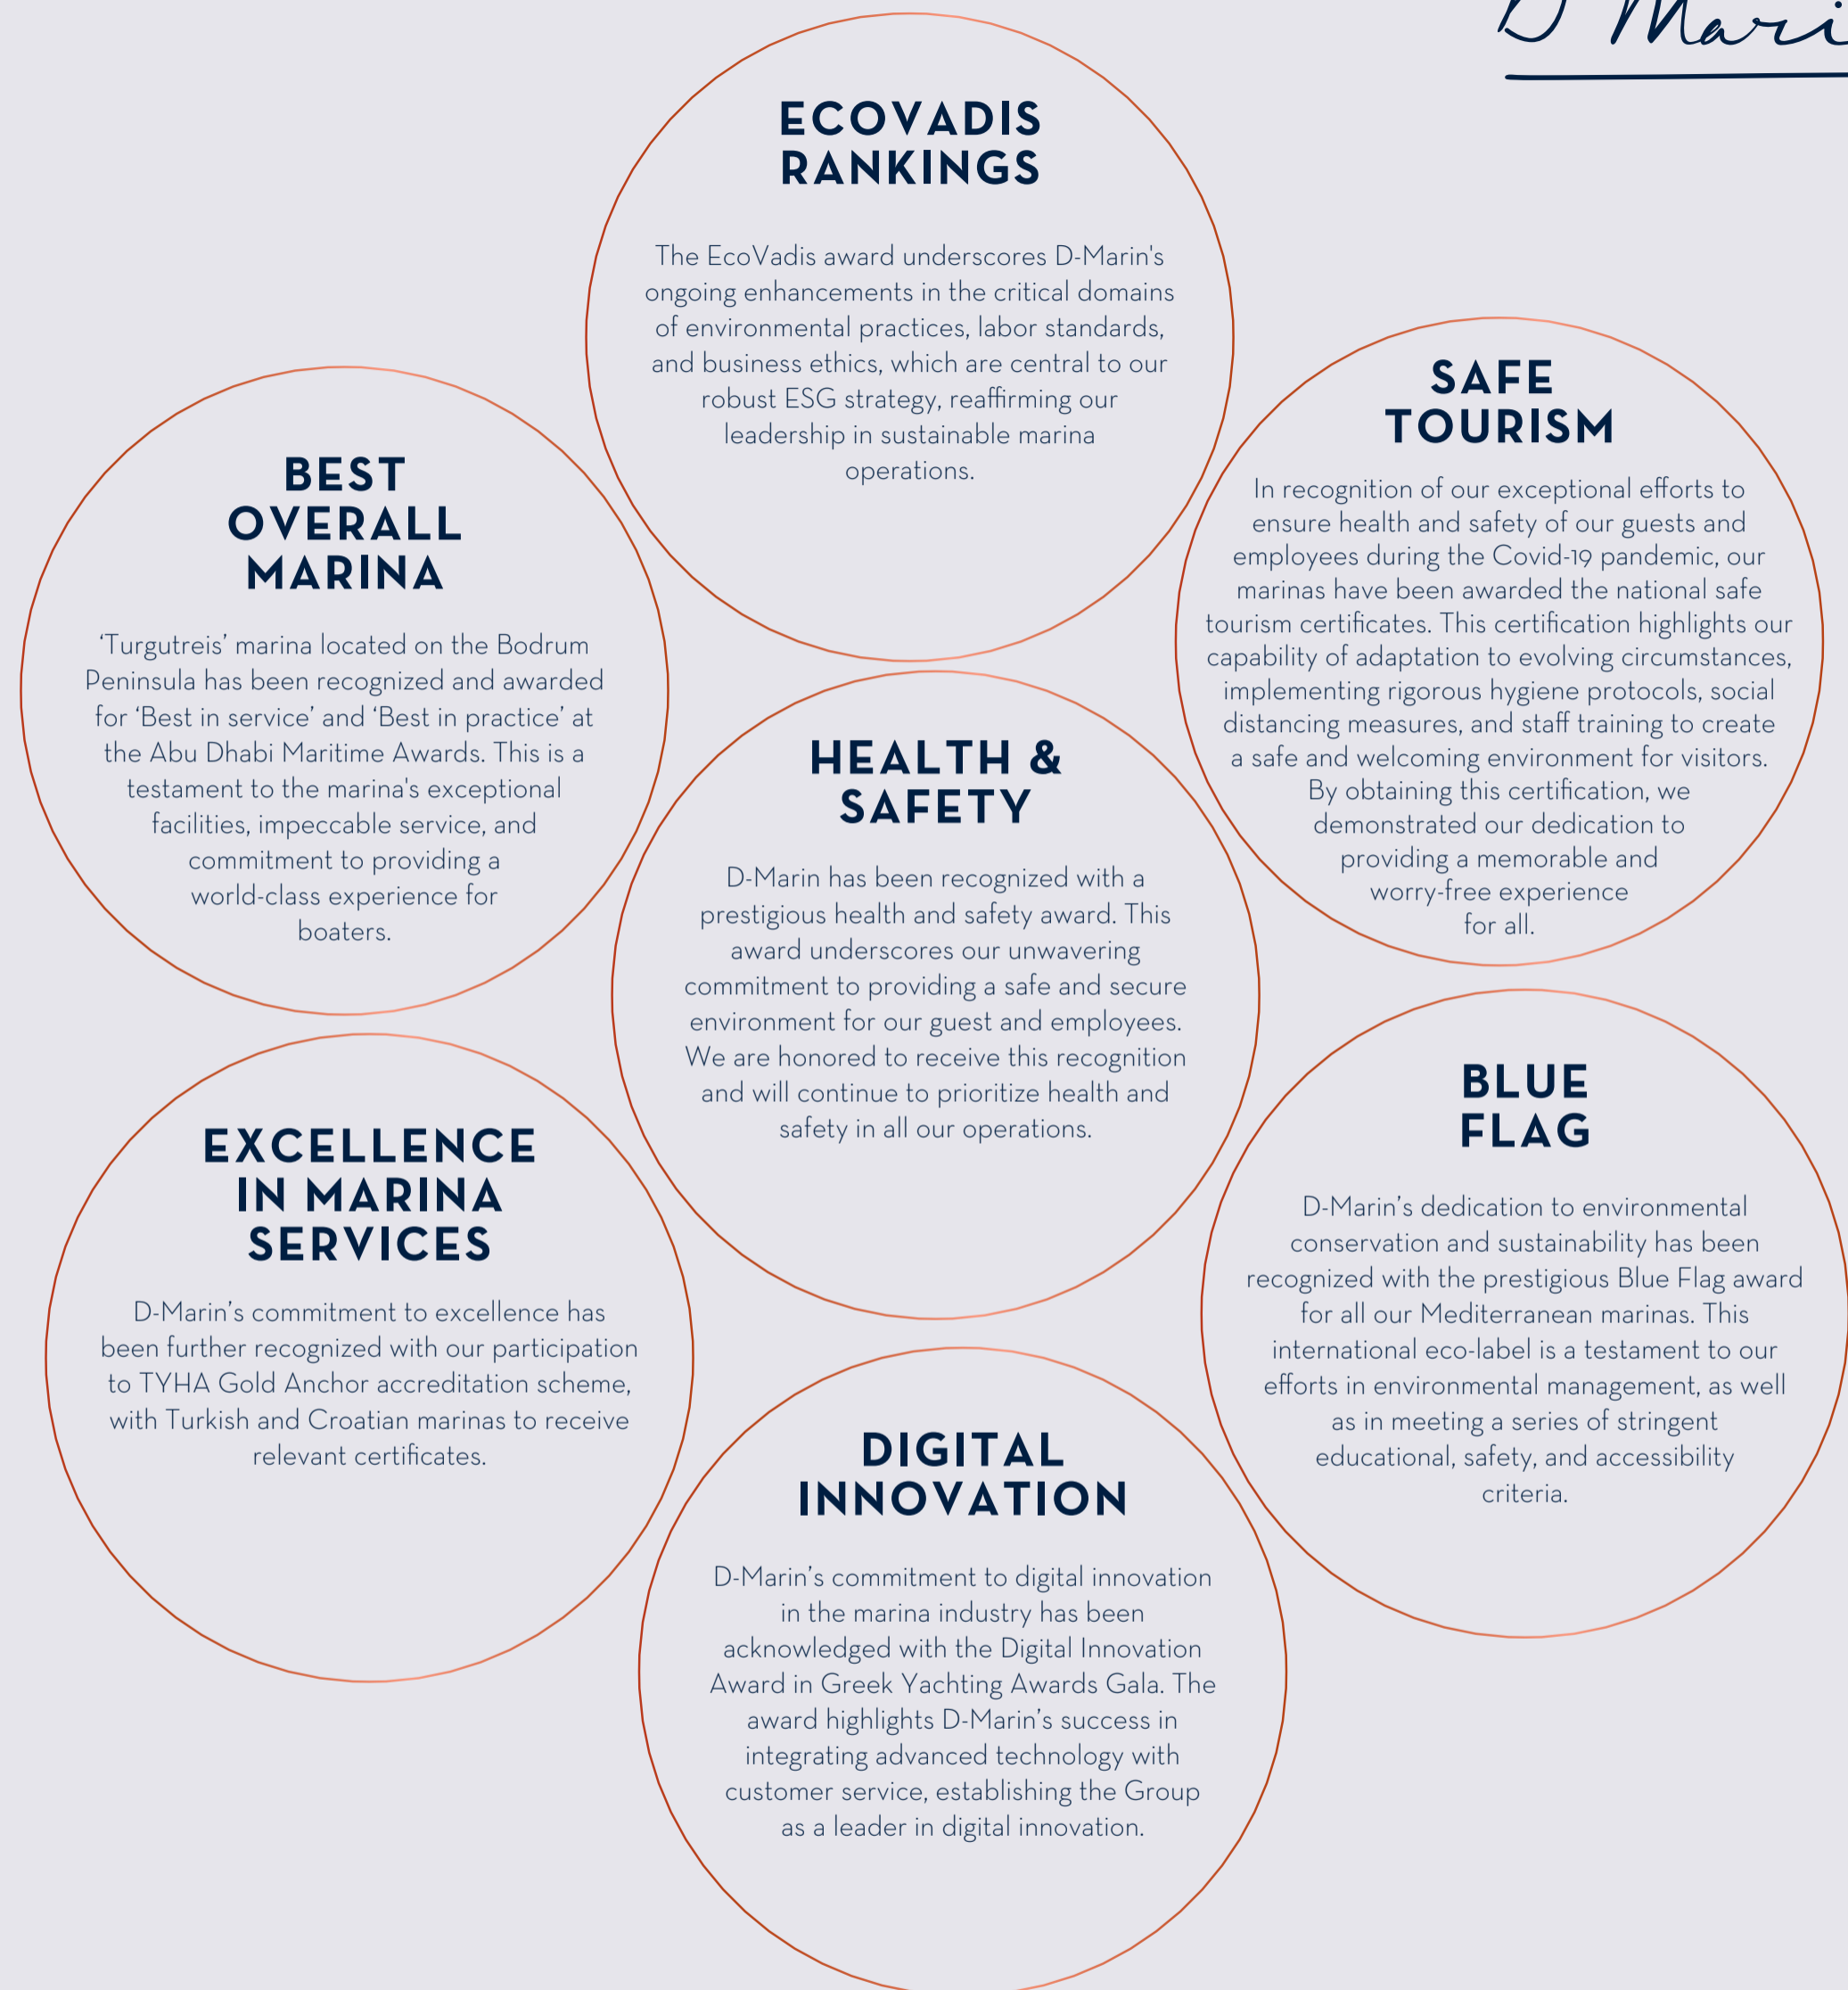 D Mari
ECOVADIS
RANKINGS
The EcoVadis award underscores D-Marin's
ongoing enhancements in the critical domains
of environmental practices, labor standards,
and business ethics, which are central to our
robust ESG strategy, reaffirming our
leadership in sustainable marina
operations.
SAFE
TOURISM
In recognition of our exceptional efforts to
ensure health and safety of our guests and
employees during the Covid-19 pandemic, our
marinas have been awarded the national safe
tourism certificates. This certification highlights our
capability of adaptation to evolving circumstances,
implementing rigorous hygiene protocols, social
distancing measures, and staff training to create
a safe and welcoming environment for visitors.
By obtaining this certification, we
demonstrated our dedication to
providing a memorable and
worry-free experience
for all.
BEST
OVERALL
MARINA
‘Turgutreis’ marina located on the Bodrum
Peninsula has been recognized and awarded
for ‘Best in service’ and ‘Best in practice’ at
the Abu Dhabi Maritime Awards. This is a
testament to the marina's exceptional
facilities, impeccable service, and
commitment to providing a
world-class experience for
boaters.
HEALTH &
SAFETY
D-Marin has been recognized with a
prestigious health and safety award. This
award underscores our unwavering
commitment to providing a safe and secure
environment for our guest and employees.
We are honored to receive this recognition
and will continue to prioritize health and
safety in all our operations.
BLUE
FLAG
D-Marin’s dedication to environmental
conservation and sustainability has been
recognized with the prestigious Blue Flag award
for all our Mediterranean marinas. This
international eco-label is a testament to our
efforts in environmental management, as well
as in meeting a series of stringent
educational, safety, and accessibility
criteria.
EXCELLENCE
IN MARINA
SERVICES
D-Marin’s commitment to excellence has
been further recognized with our participation
to TYHA Gold Anchor accreditation scheme,
with Turkish and Croatian marinas to receive
relevant certificates.
DIGITAL
INNOVATION
D-Marin’s commitment to digital innovation
in the marina industry has been
acknowledged with the Digital Innovation
Award in Greek Yachting Awards Gala. The
award highlights D-Marin’s success in
integrating advanced technology with
customer service, establishing the Group
as a leader in digital innovation.